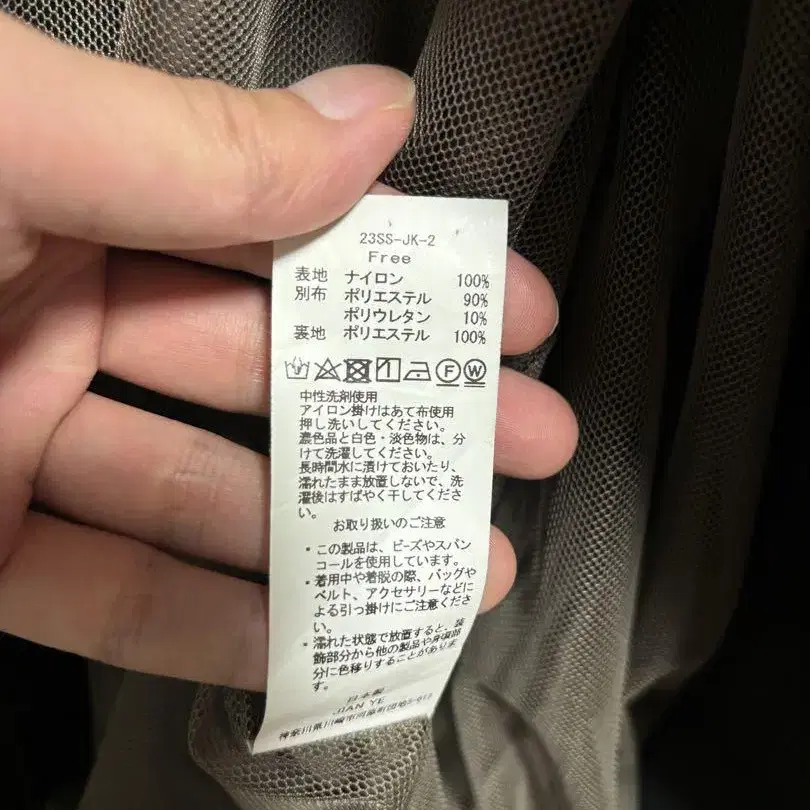 23SS-JK-2
Free
表地 ナイロン 100%
別布 ポリエステル 90%
ポリウレタン 10%
裏地 ポリエステル 100%
1 F W
中性洗剤使用
アイロン掛けはあて布使用
押し洗いしてください。
濃色品と白色・淡色物は、分
けて洗濯してください。
長時間水に漬けておいたり、
濡れたまま放置しないで、洗
濯後はすばやく干してくださ
い。
お取り扱いのご注意
・この製品は、ビーズやスパン
コールを使用しています。
・着用中や着脱の際、バッグや
ベルト、アクセサリーなどに
よる引っ掛けにご注意くださ
い。
・濡れた状態で放置すると、装
飾部分から他の製品や身頃部
分に色移りすることがありま
す。
日本製
JIAN YE
神奈川県川崎市